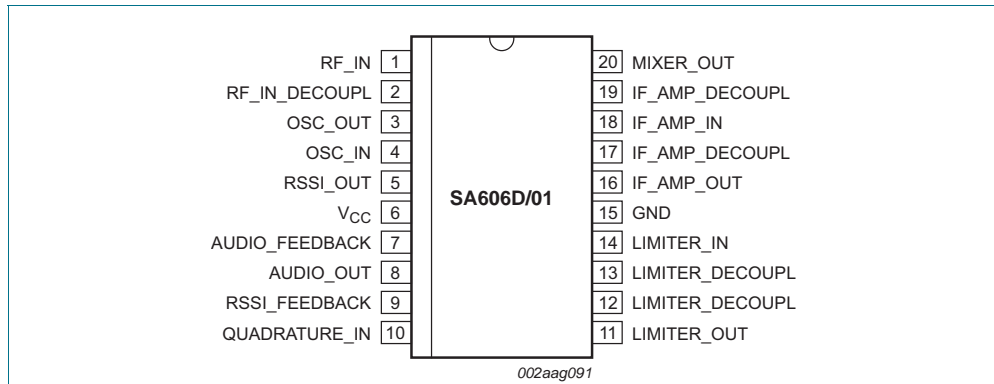 RF_IN 1
RF_IN_DECOUPL 2
OSC_OUT 3
OSC_IN 4
RSSI_OUT 5
VCC 6
AUDIO_FEEDBACK 7
AUDIO_OUT 8
RSSI_FEEDBACK 9
QUADRATURE_IN 10
SA606D/01
20 MIXER_OUT
19 IF_AMP_DECOUPL
18 IF_AMP_IN
17 IF_AMP_DECOUPL
16 IF_AMP_OUT
15 GND
14 LIMITER_IN
13 LIMITER_DECOUPL
12 LIMITER_DECOUPL
11 LIMITER_OUT
002aag091